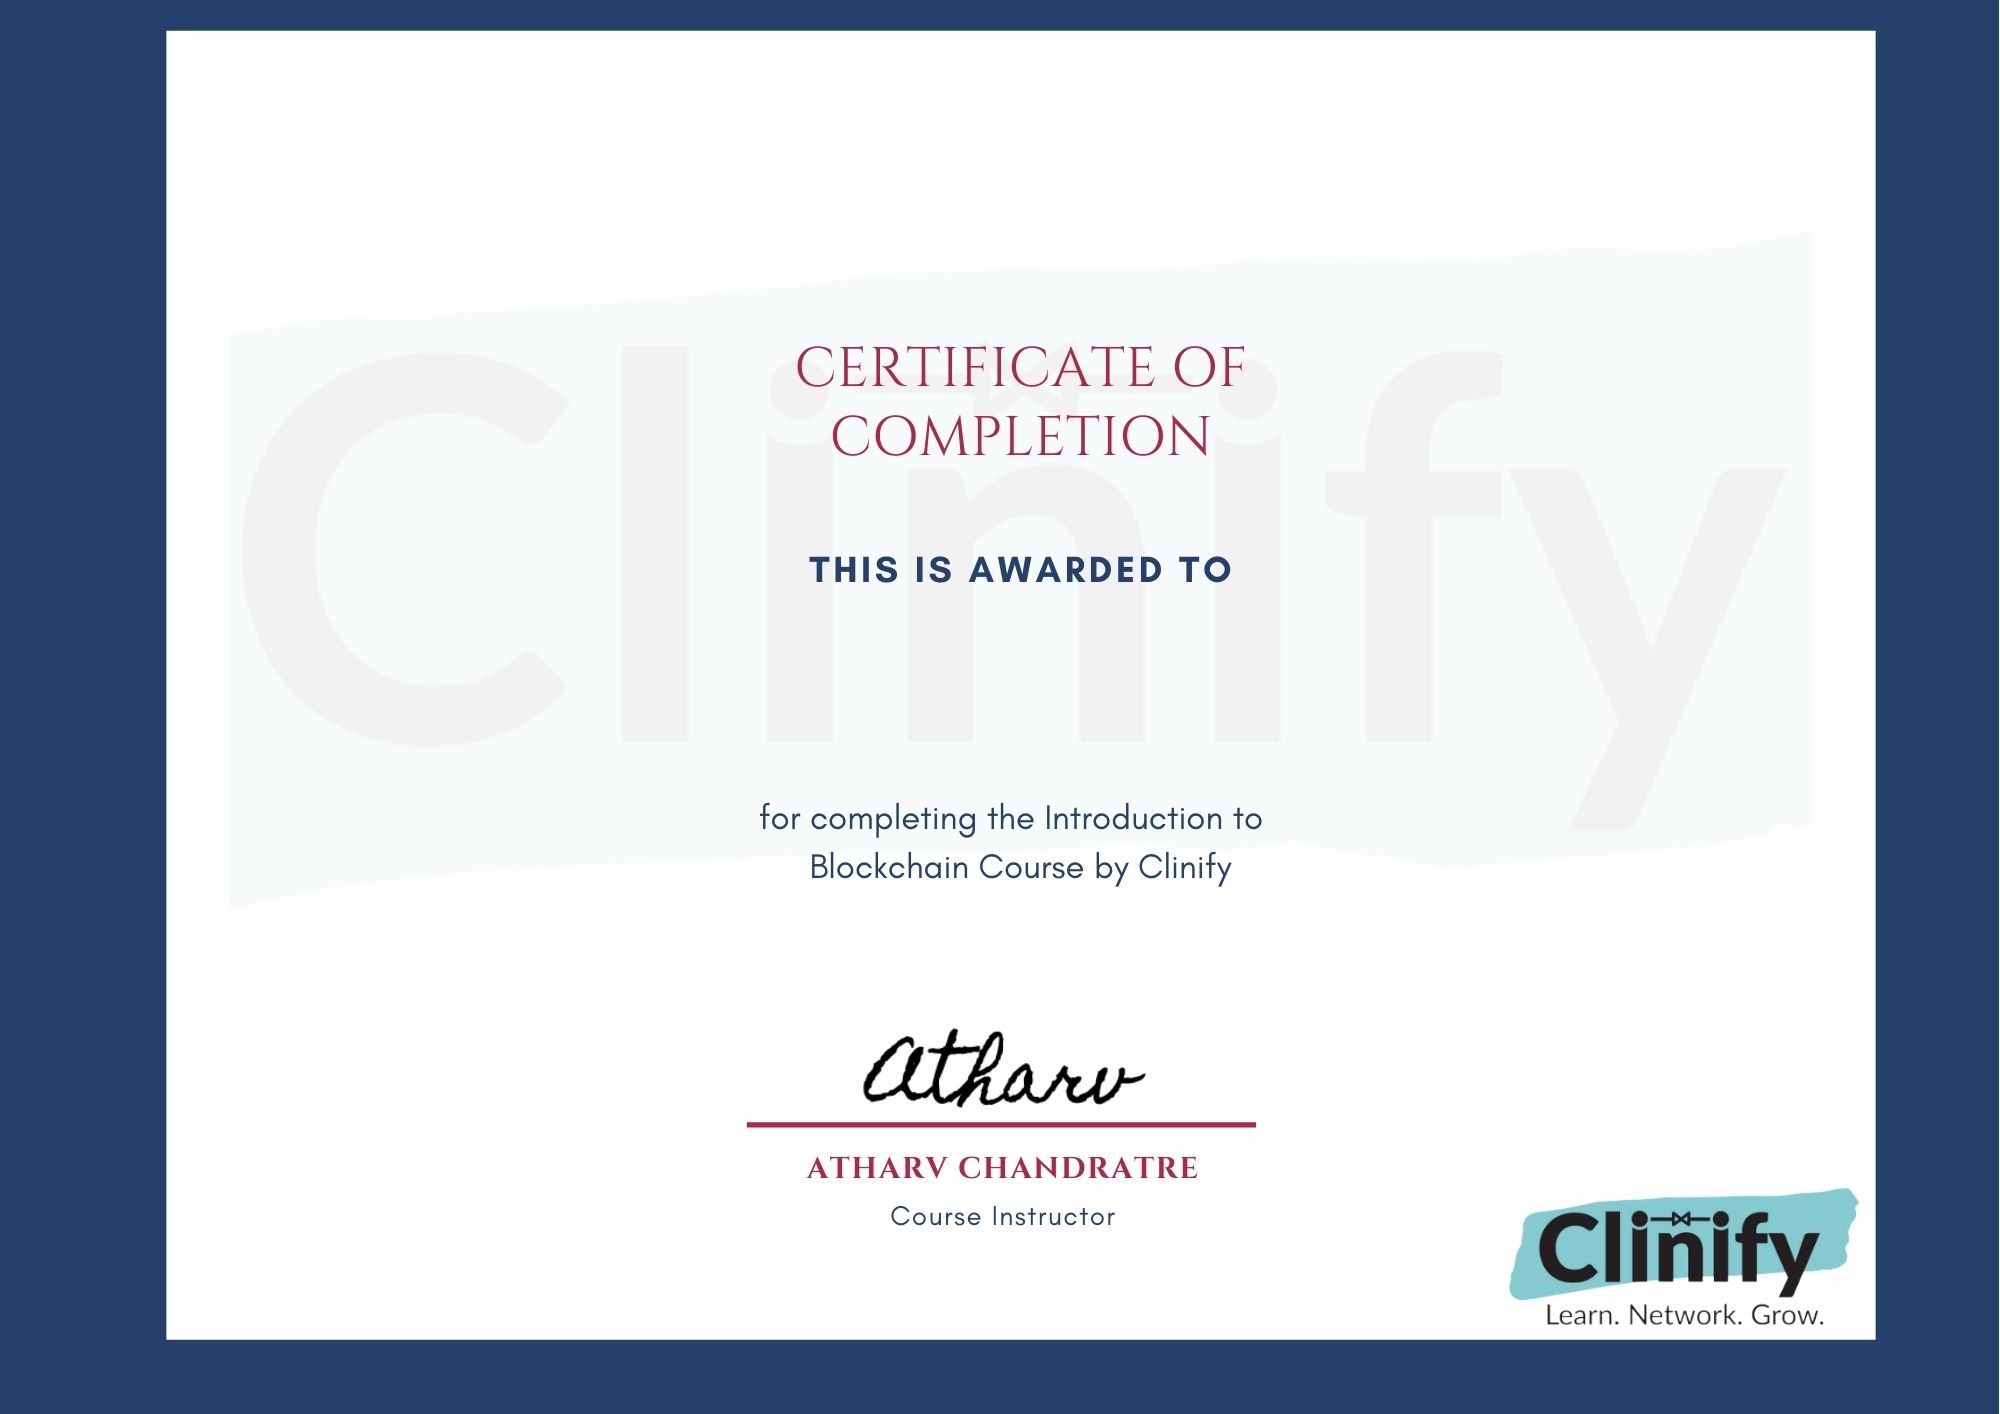 Clinify
CERTIFICATE OF
COMPLETION
THIS IS AWARDED TO
for completing the Introduction to
Blockchain Course by Clinify
Atharv
ATHARV CHANDRATRE
Course Instructor
Clinify
Learn. Network. Grow.